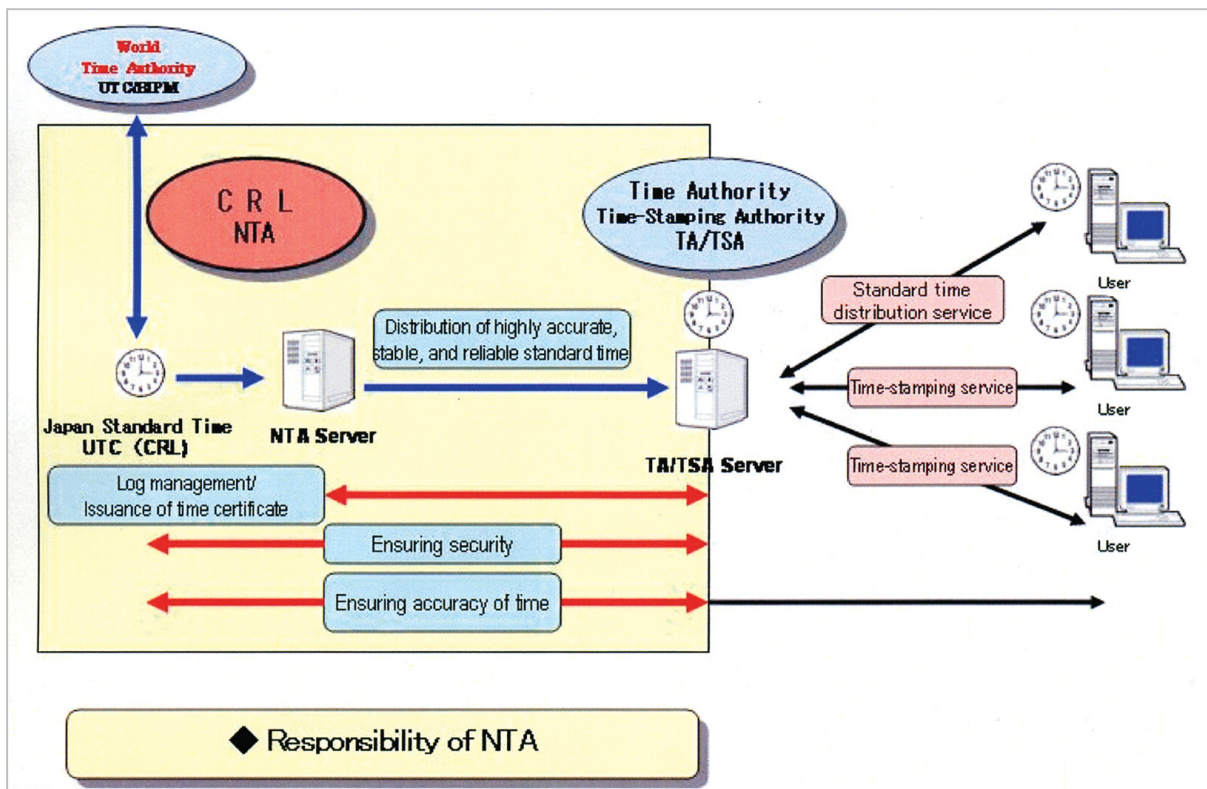 World
Time Authority
UTC/BIPM
C R L
NTA
Time Authority
Time-Stamping Authority
TA/TSA
Distribution of highly accurate,
stable, and reliable standard time
Japan Standard Time
UTC (CRL)
NTA Server
TA/TSA Server
Standard time
distribution service
User
Time-stamping service
User
Time-stamping service
User
Log management/
Issuance of time certificate
Ensuring security
Ensuring accuracy of time
◆ Responsibility of NTA